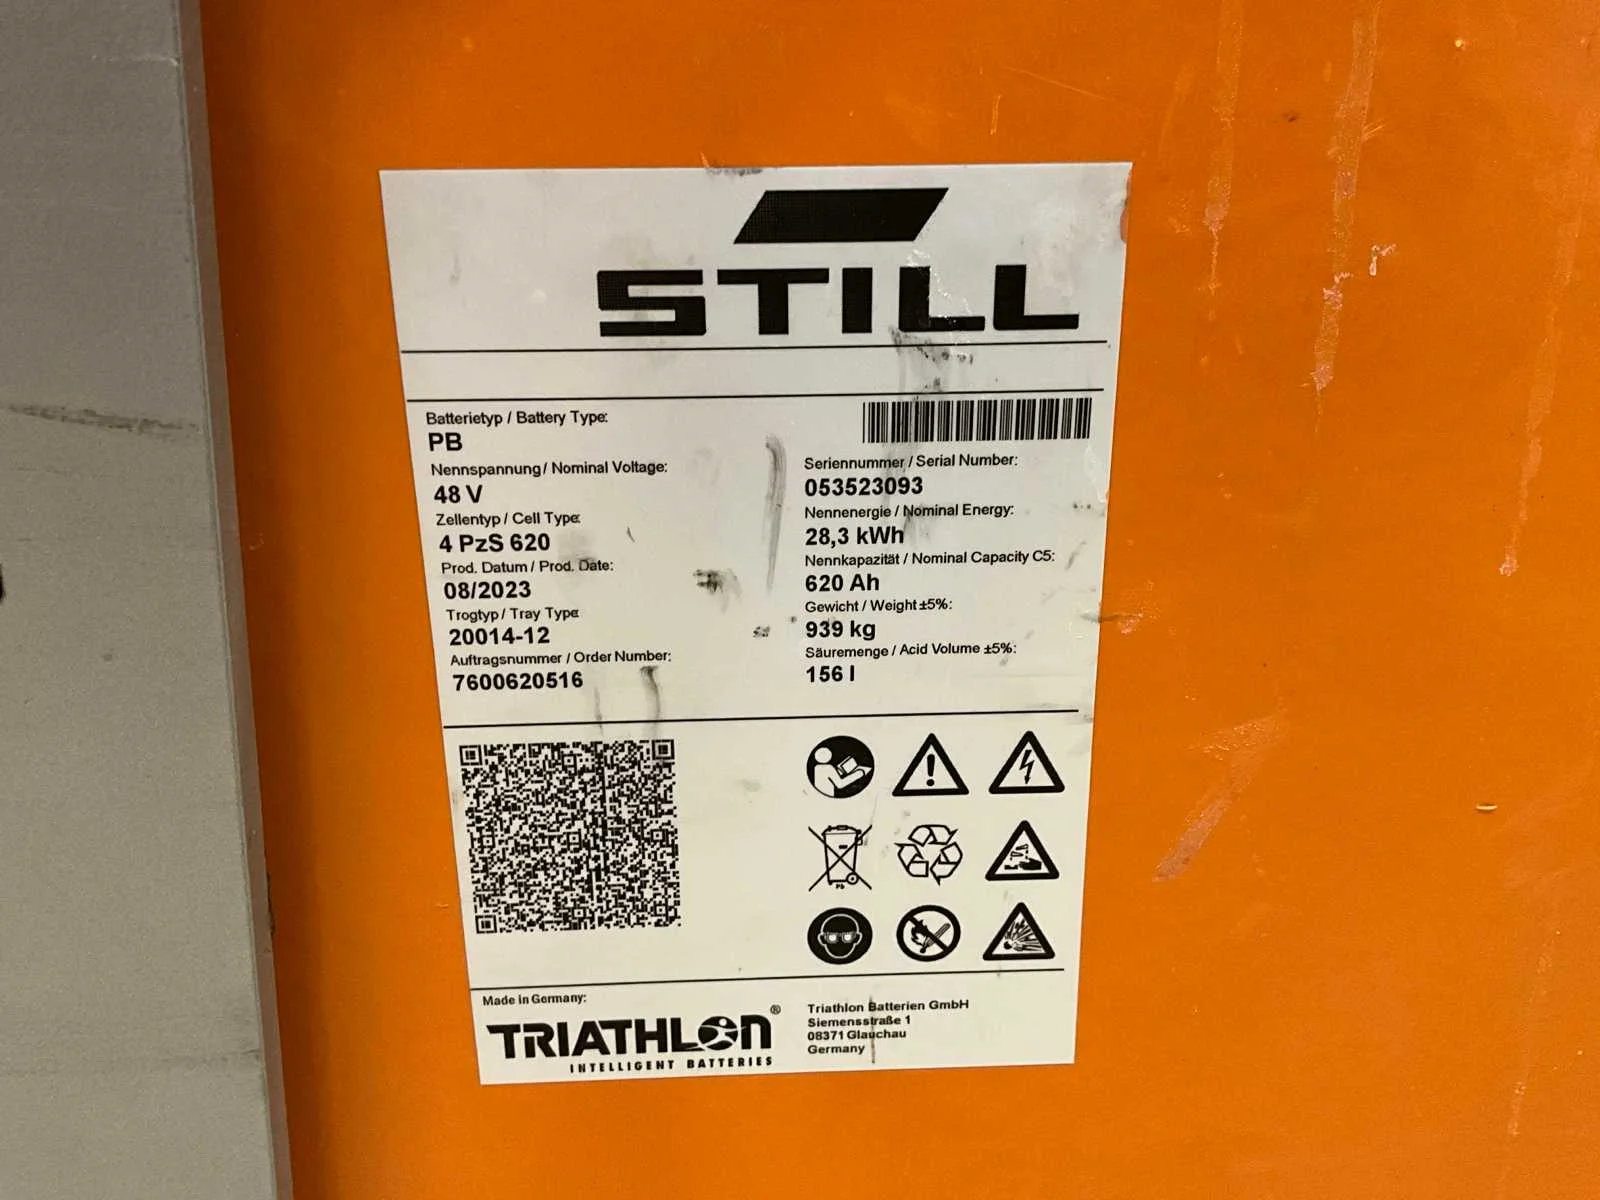 STILL
Batterietyp / Battery Type:
PB
Nennspannung / Nominal Voltage:
48 V
Zellentyp / Cell Type:
4 PzS 620
Prod. Datum / Prod. Date:
08/2023
Trogtyp / Tray Type:
20014-12
Auftragsnummer / Order Number:
7600620516
Seriennummer / Serial Number:
053523093
Nennenergie / Nominal Energy:
28,3 kWh
Nennkapazität / Nominal Capacity C5:
620 Ah
Gewicht / Weight ±5%:
939 kg
Säuremenge / Acid Volume ±5%:
156 l
Pb
Made in Germany:
TRIATHLON®
INTELLIGENT BATTERIES
Triathlon Batterien GmbH
Siemensstraße 1
08371 Glauchau
Germany